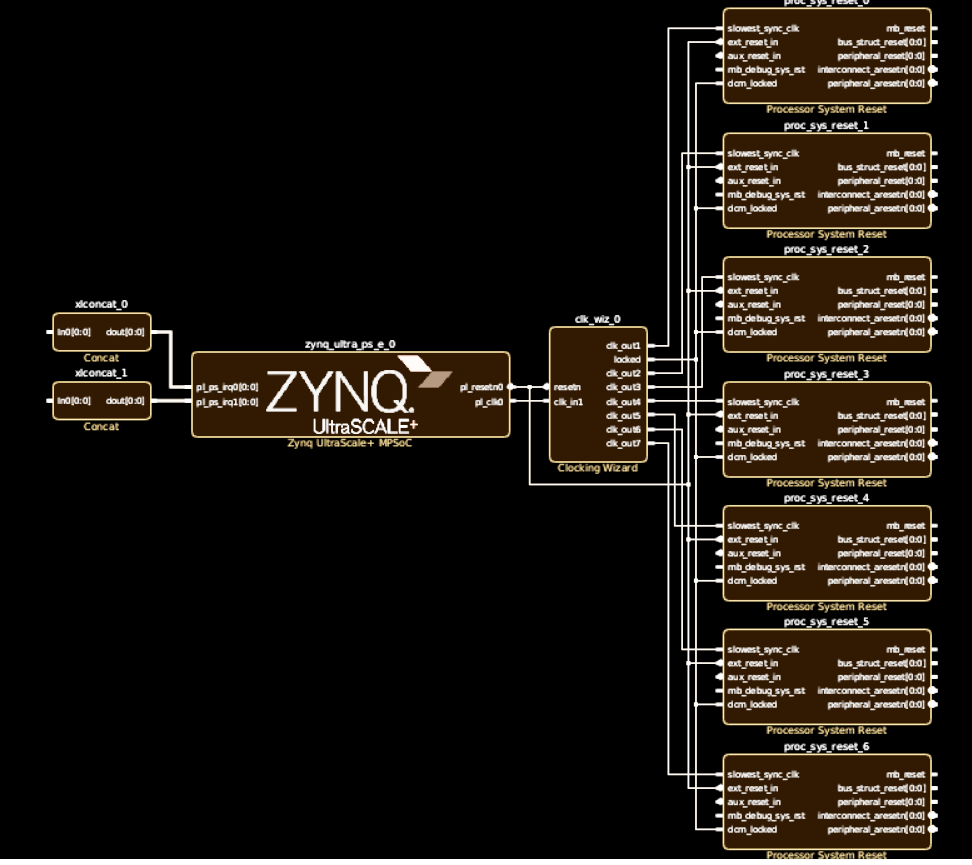 xlconcat_0
In0[0:0] dout[0:0]
Concat
xlconcat_1
In0[0:0] dout[0:0]
Concat
zynq_ultra_ps_e_0
pl_ps_irq0[0:0]
pl_ps_irq1[0:0]
ZYNQ.
UltraSCALE+
pl_resetn0
pl_clk0
Zynq UltraScale+ MPSoC
clk_wiz_0
resetn
clk_in1
clk_out1
locked
clk_out2
clk_out3
clk_out4
clk_out5
clk_out6
clk_out7
Clocking Wizard
proc_sys_reset_0
slowest_sync_clk mb_reset
ext_reset_in bus_struct_reset[0:0]
aux_reset_in peripheral_reset[0:0]
mb_debug_sys_rst interconnect_aresetn[0:0]
dcm_locked peripheral_aresetn[0:0]
Processor System Reset
proc_sys_reset_1
slowest_sync_clk mb_reset
ext_reset_in bus_struct_reset[0:0]
aux_reset_in peripheral_reset[0:0]
mb_debug_sys_rst interconnect_aresetn[0:0]
dcm_locked peripheral_aresetn[0:0]
Processor System Reset
proc_sys_reset_2
slowest_sync_clk mb_reset
ext_reset_in bus_struct_reset[0:0]
aux_reset_in peripheral_reset[0:0]
mb_debug_sys_rst interconnect_aresetn[0:0]
dcm_locked peripheral_aresetn[0:0]
Processor System Reset
proc_sys_reset_3
slowest_sync_clk mb_reset
ext_reset_in bus_struct_reset[0:0]
aux_reset_in peripheral_reset[0:0]
mb_debug_sys_rst interconnect_aresetn[0:0]
dcm_locked peripheral_aresetn[0:0]
Processor System Reset
proc_sys_reset_4
slowest_sync_clk mb_reset
ext_reset_in bus_struct_reset[0:0]
aux_reset_in peripheral_reset[0:0]
mb_debug_sys_rst interconnect_aresetn[0:0]
dcm_locked peripheral_aresetn[0:0]
Processor System Reset
proc_sys_reset_5
slowest_sync_clk mb_reset
ext_reset_in bus_struct_reset[0:0]
aux_reset_in peripheral_reset[0:0]
mb_debug_sys_rst interconnect_aresetn[0:0]
dcm_locked peripheral_aresetn[0:0]
Processor System Reset
proc_sys_reset_6
slowest_sync_clk mb_reset
ext_reset_in bus_struct_reset[0:0]
aux_reset_in peripheral_reset[0:0]
mb_debug_sys_rst interconnect_aresetn[0:0]
dcm_locked peripheral_aresetn[0:0]
Processor System Reset